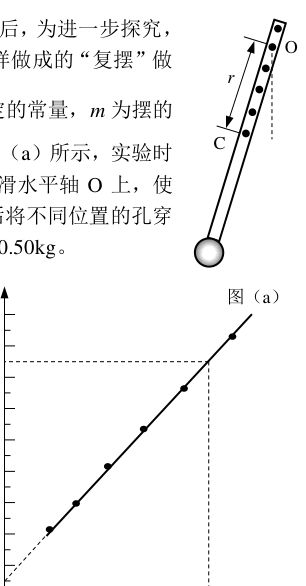 后，为进一步探究，
样做成的“复摆”做
定的常量，m 为摆的
（a）所示，实验时
滑水平轴 O 上，使
后将不同位置的孔穿
0.50kg。
O
r
C
图（a）